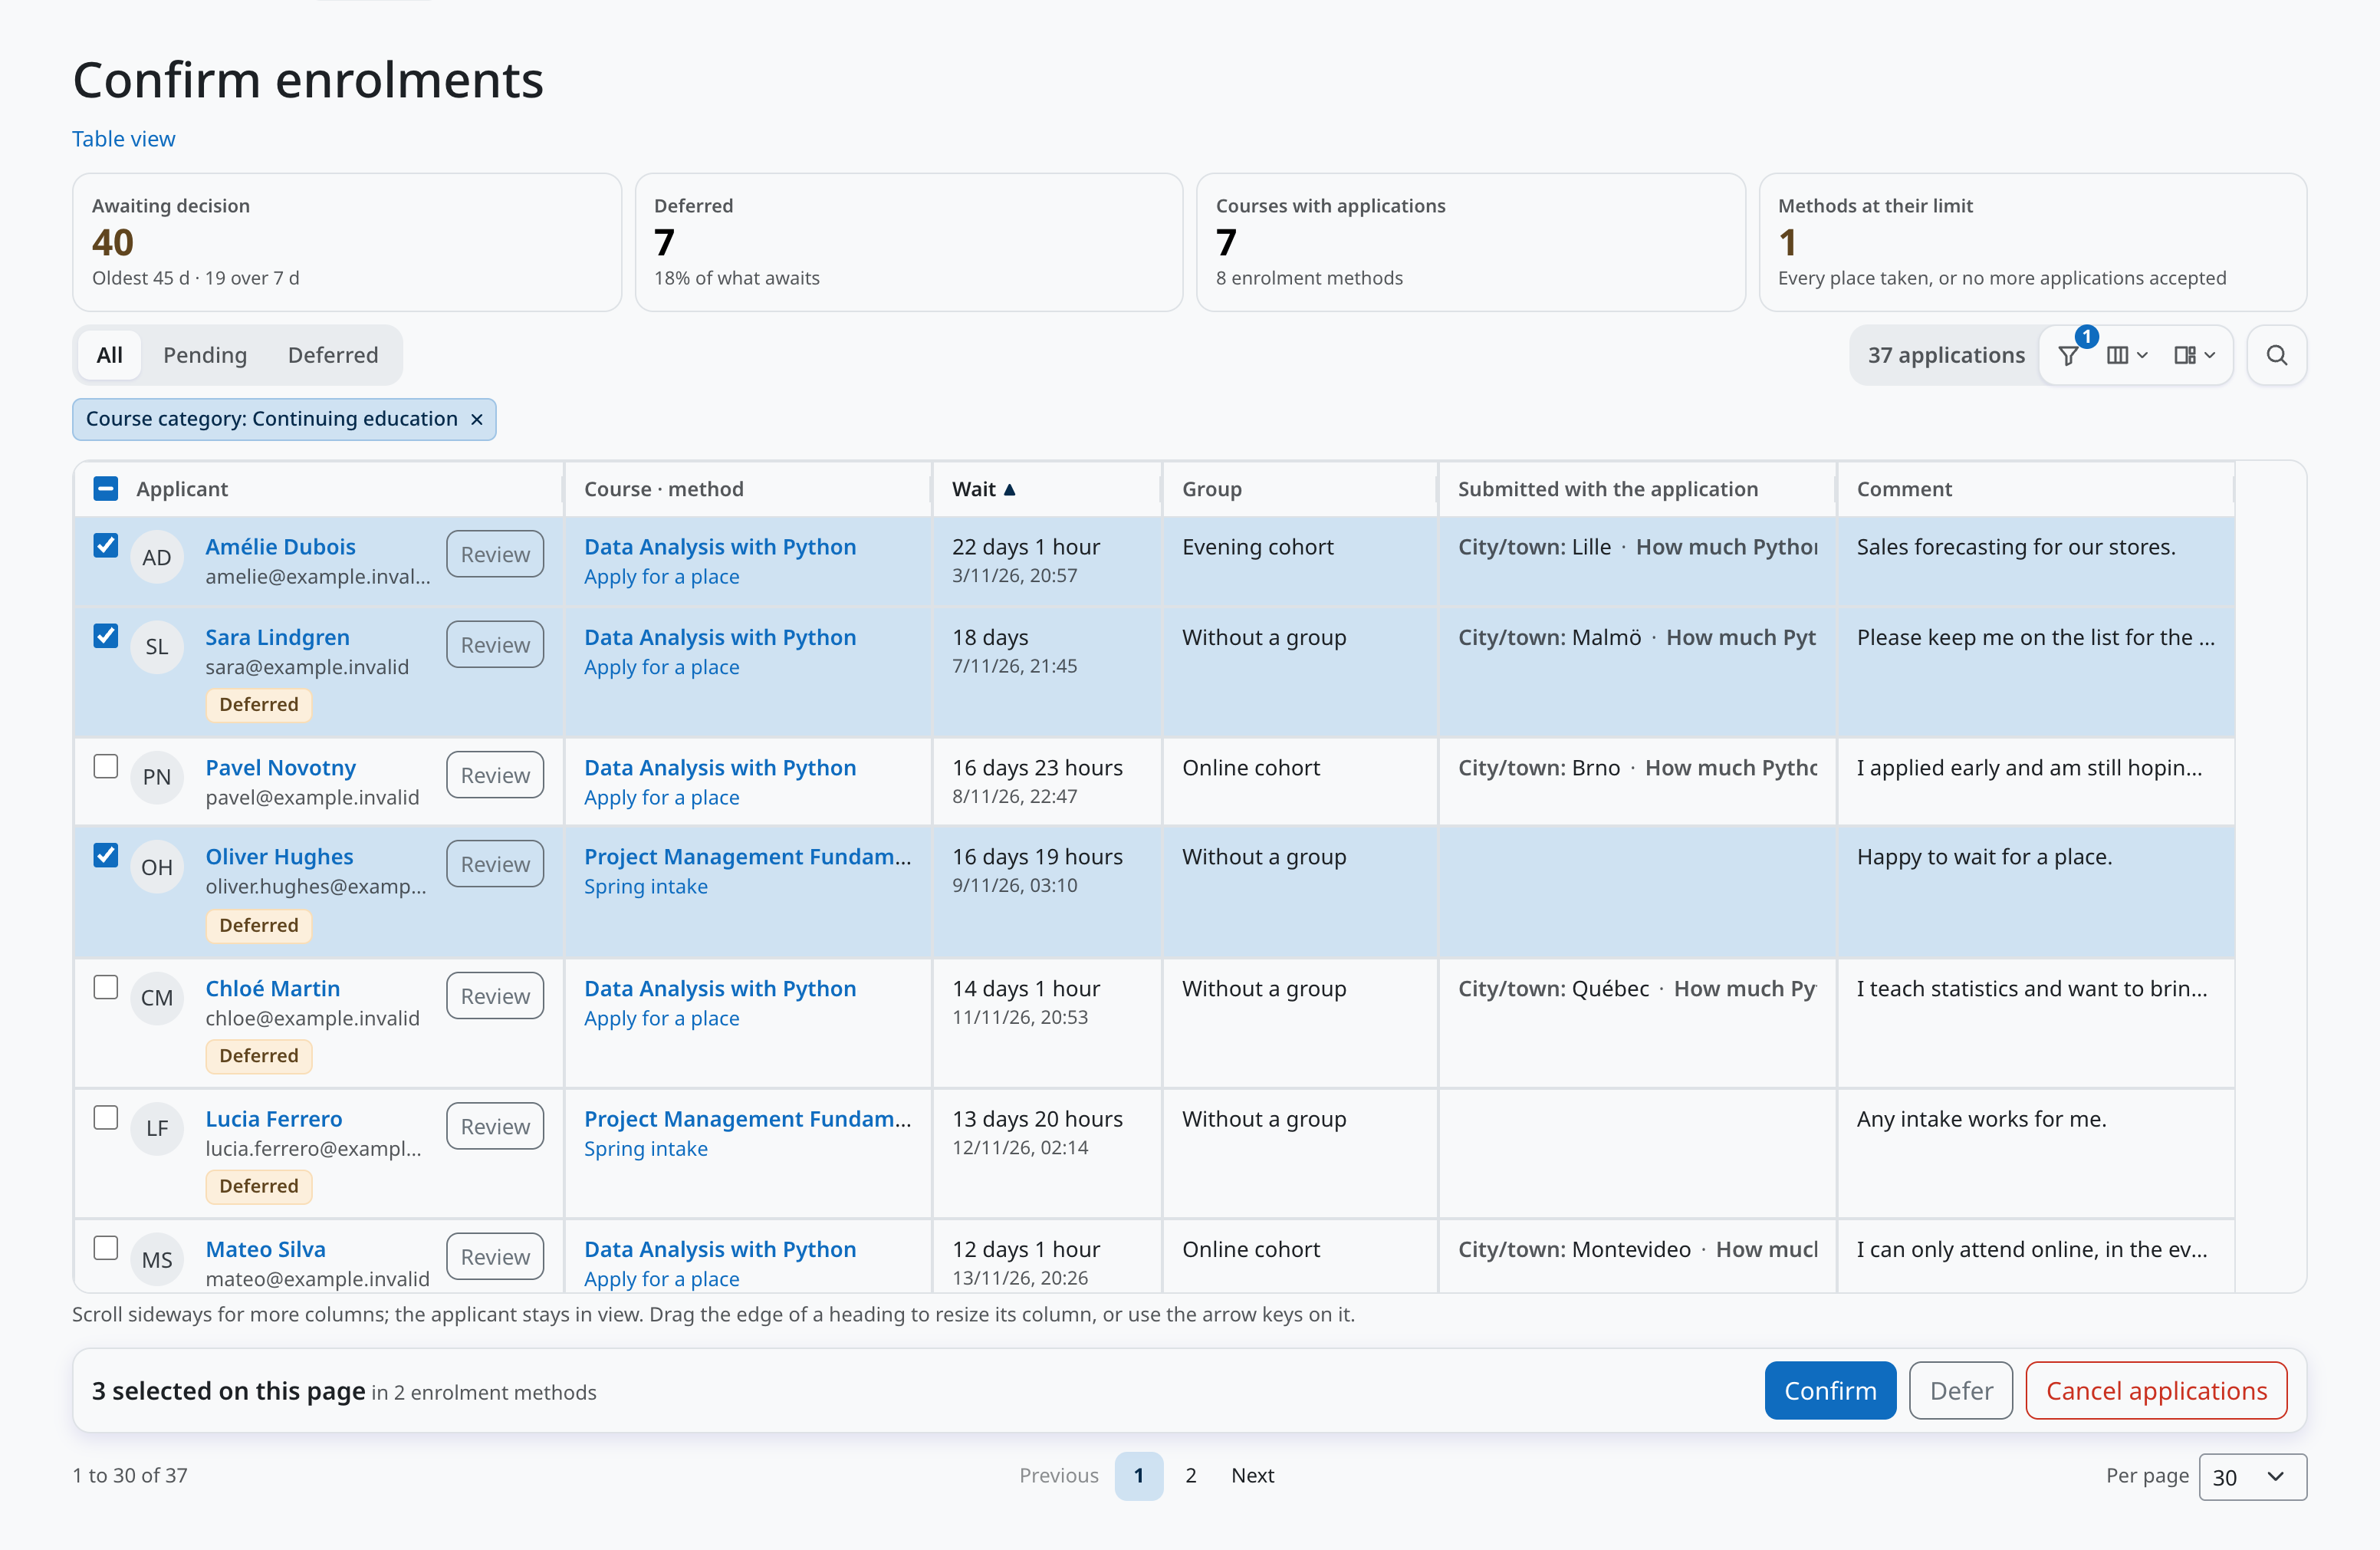 Confirm enrolments
Table view
Awaiting decision
40
Oldest 45 d · 19 over 7 d
Deferred
7
18% of what awaits
Courses with applications
7
8 enrolment methods
Methods at their limit
1
Every place taken, or no more applications accepted
All Pending Deferred
37 applications 1
Course category: Continuing education ×
Applicant Course · method Wait ▲ Group Submitted with the application Comment
AD Amélie Dubois Review Data Analysis with Python 22 days 1 hour Evening cohort City/town: Lille · How much Python Sales forecasting for our stores.
amelie@example.inval... Apply for a place 3/11/26, 20:57
SL Sara Lindgren Review Data Analysis with Python 18 days Without a group City/town: Malmö · How much Pyt Please keep me on the list for the ...
sara@example.invalid Apply for a place 7/11/26, 21:45
Deferred
PN Pavel Novotny Review Data Analysis with Python 16 days 23 hours Online cohort City/town: Brno · How much Pytho I applied early and am still hopin...
pavel@example.invalid Apply for a place 8/11/26, 22:47
OH Oliver Hughes Review Project Management Fundam... 16 days 19 hours Without a group Happy to wait for a place.
oliver.hughes@examp... Spring intake 9/11/26, 03:10
Deferred
CM Chloé Martin Review Data Analysis with Python 14 days 1 hour Without a group City/town: Québec · How much Py I teach statistics and want to brin...
chloe@example.invalid Apply for a place 11/11/26, 20:53
Deferred
LF Lucia Ferrero Review Project Management Fundam... 13 days 20 hours Without a group Any intake works for me.
lucia.ferrero@exampl... Spring intake 12/11/26, 02:14
Deferred
MS Mateo Silva Review Data Analysis with Python 12 days 1 hour Online cohort City/town: Montevideo · How much I can only attend online, in the ev...
mateo@example.invalid Apply for a place 13/11/26, 20:26
Scroll sideways for more columns; the applicant stays in view. Drag the edge of a heading to resize its column, or use the arrow keys on it.
3 selected on this page in 2 enrolment methods Confirm Defer Cancel applications
1 to 30 of 37 Previous 1 2 Next Per page 30